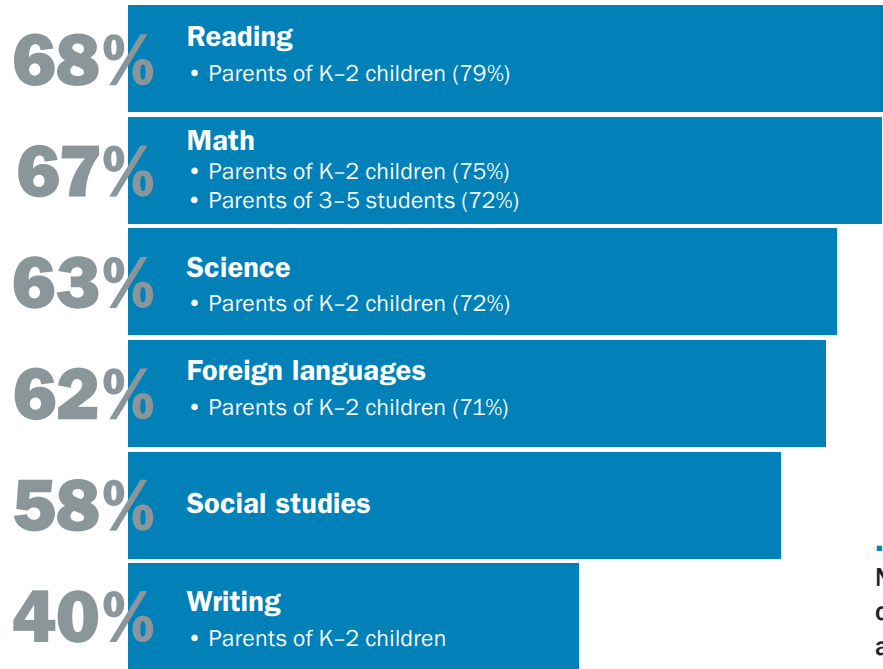 68%
Reading
• Parents of K–2 children (79%)
67%
Math
• Parents of K–2 children (75%)
• Parents of 3–5 students (72%)
63%
Science
• Parents of K–2 children (72%)
62%
Foreign languages
• Parents of K–2 children (71%)
58%
Social studies
40%
Writing
• Parents of K–2 children